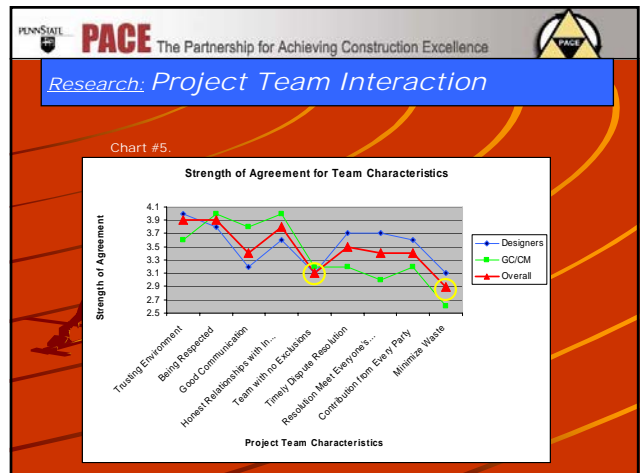 PENNSTATE
PACE The Partnership for Achieving Construction Excellence
PACE
Research: Project Team Interaction
Chart #5.
Strength of Agreement for Team Characteristics
Strength of Agreement
4.1
3.9
3.7
3.5
3.3
3.1
2.9
2.7
2.5
Designers
GC/CM
Overall
Trusting Environment
Being Respected
Good Communication
Honest Relationships with In...
Team with no Exclusions
Timely Dispute Resolution
Resolution Meet Everyone's...
Contribution from Every Party
Minimize Waste
Project Team Characteristics